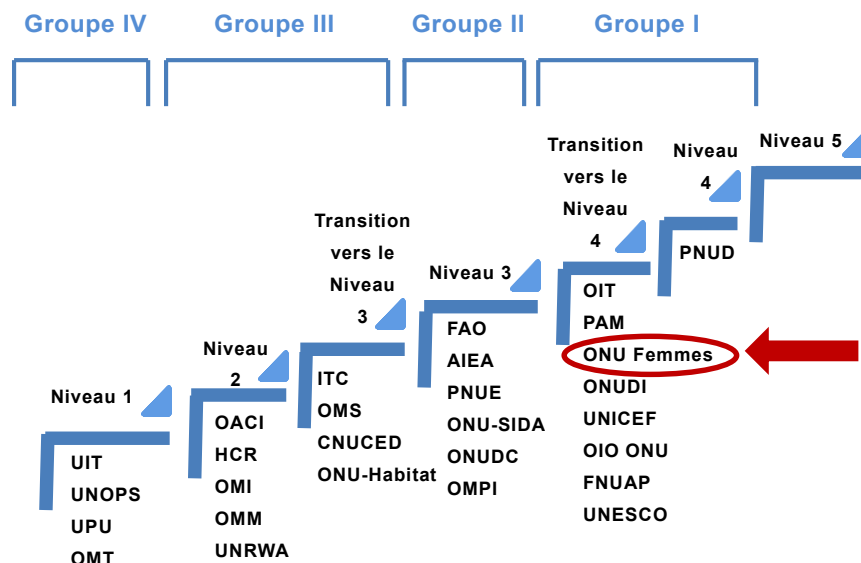 Groupe IV
Groupe III
Groupe II
Groupe I
Niveau 1
UIT
UNOPS
UPU
OMT
Niveau
2
OACI
HCR
OMI
OMM
UNRWA
Transition
vers le
Niveau
3
ITC
OMS
CNUCED
ONU-Habitat
Niveau 3
FAO
AIEA
PNUE
ONU-SIDA
ONUDC
OMPI
Transition
vers le
Niveau
4
OIT
PAM
ONU Femmes
ONUDI
UNICEF
OIO ONU
FNUAP
UNESCO
Niveau
4
PNUD
Niveau 5